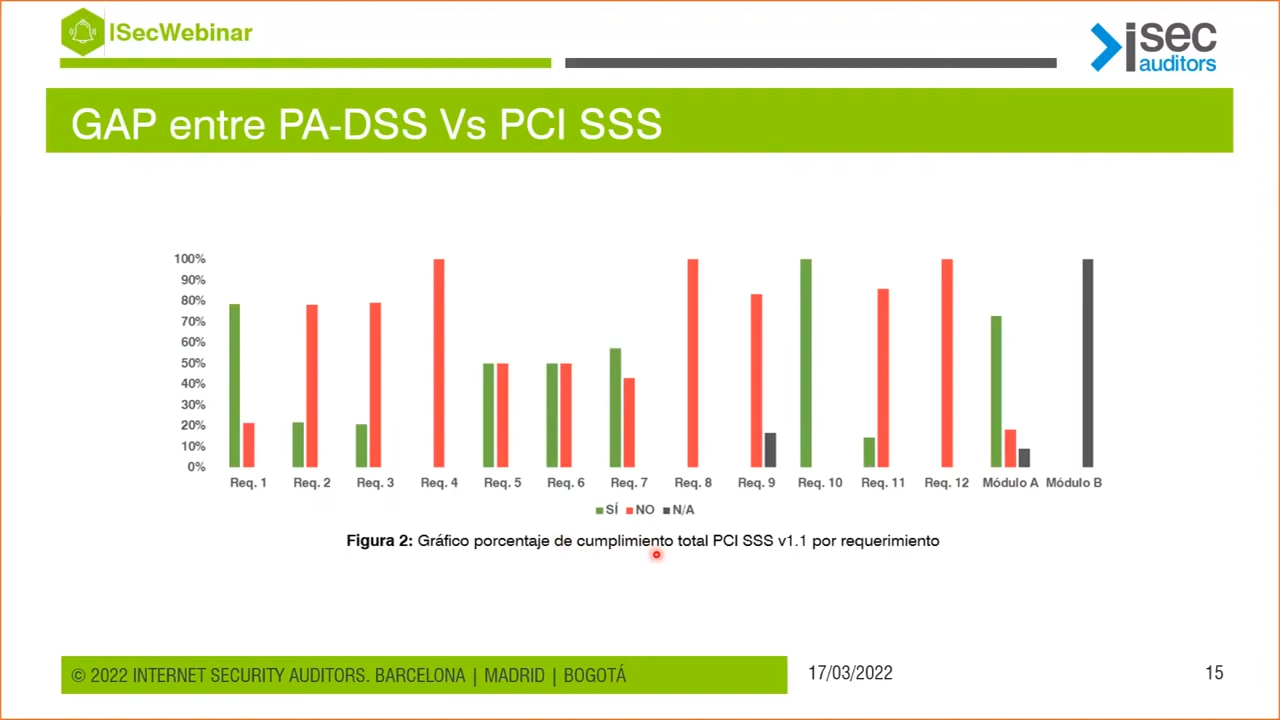 ISecWebinar
isec
auditors
GAP entre PA-DSS Vs PCI SSS
100%
90%
80%
70%
60%
50%
40%
30%
20%
10%
0%
Req. 1 Req. 2 Req. 3 Req. 4 Req. 5 Req. 6 Req. 7 Req. 8 Req. 9 Req. 10 Req. 11 Req. 12 Módulo A Módulo B
SÍ NO N/A
Figura 2: Gráfico porcentaje de cumplimiento total PCI SSS v1.1 por requerimiento
© 2022 INTERNET SECURITY AUDITORS. BARCELONA | MADRID | BOGOTÁ
17/03/2022
15